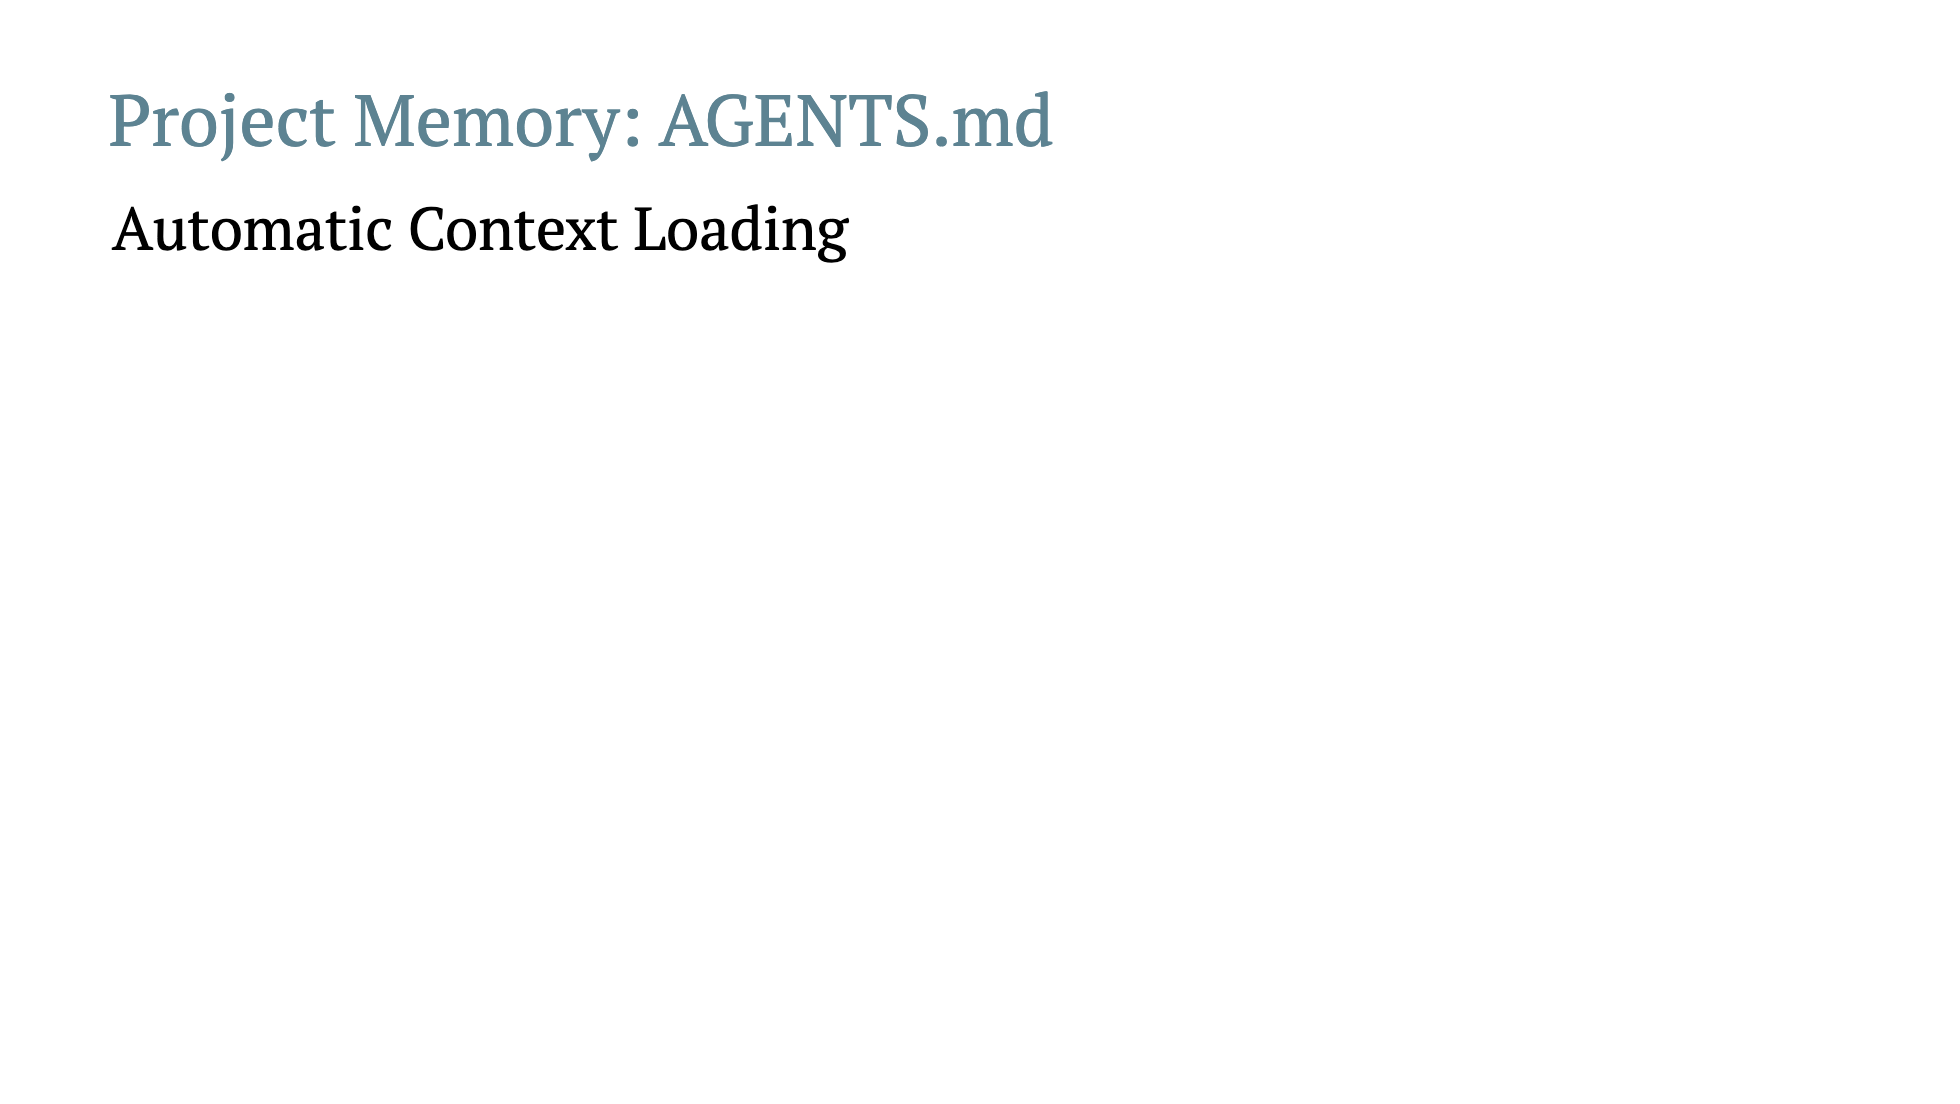 Project Memory: AGENTS.md
Automatic Context Loading